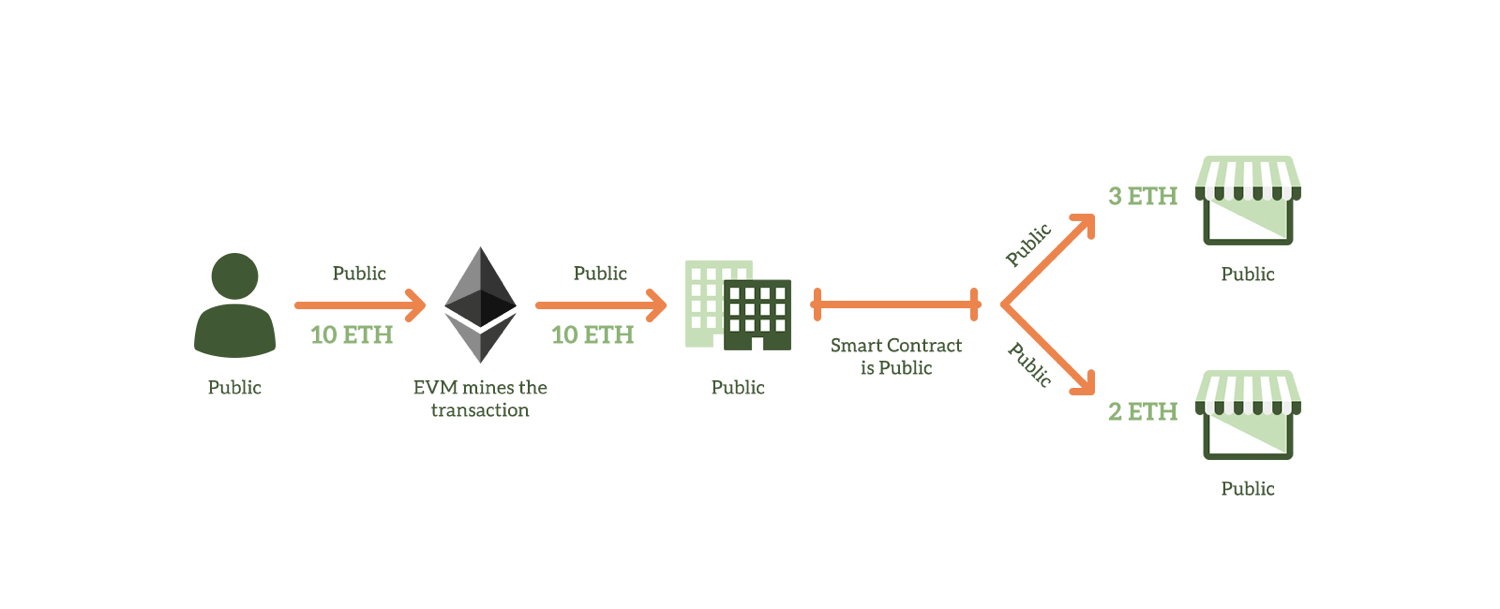 Public
10 ETH
Public
EVM mines the
transaction
Public
10 ETH
Public
Smart Contract
is Public
Public
3 ETH
Public
Public
2 ETH
Public